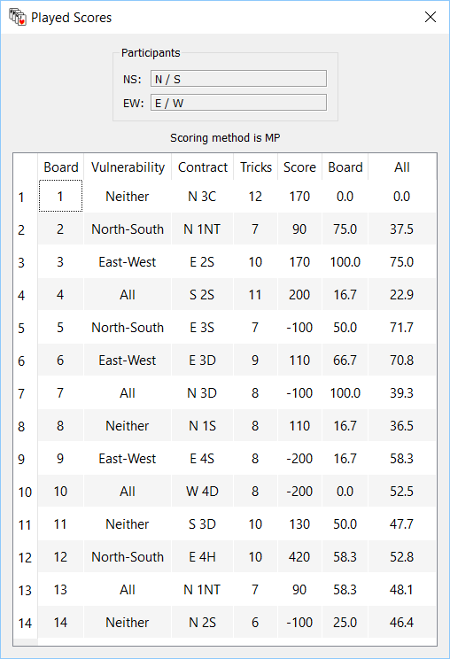 Played Scores
Participants
NS: N / S
EW: E / W
Scoring method is MP
Board Vulnerability Contract Tricks Score Board All
1 1 Neither N 3C 12 170 0.0 0.0
2 2 North-South N 1NT 7 90 75.0 37.5
3 3 East-West E 2S 10 170 100.0 75.0
4 4 All S 2S 11 200 16.7 22.9
5 5 North-South E 3S 7 -100 50.0 71.7
6 6 East-West E 3D 9 110 66.7 70.8
7 7 All N 3D 8 -100 100.0 39.3
8 8 Neither N 1S 8 110 16.7 36.5
9 9 East-West E 4S 8 -200 16.7 58.3
10 10 All W 4D 8 -200 0.0 52.5
11 11 Neither S 3D 10 130 50.0 47.7
12 12 North-South E 4H 10 420 58.3 52.8
13 13 All N 1NT 7 90 58.3 48.1
14 14 Neither N 2S 6 -100 25.0 46.4